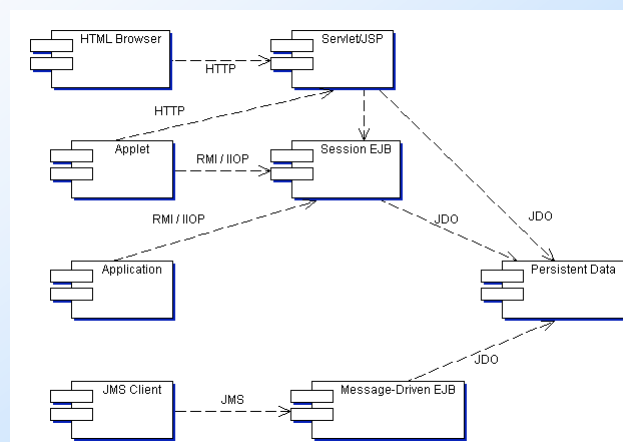 HTML Browser
Servlet/JSP
HTTP
HTTP
Applet
Session EJB
RMI / IIOP
RMI / IIOP
JDO
JDO
Application
Persistent Data
JDO
JMS Client
JMS
Message-Driven EJB